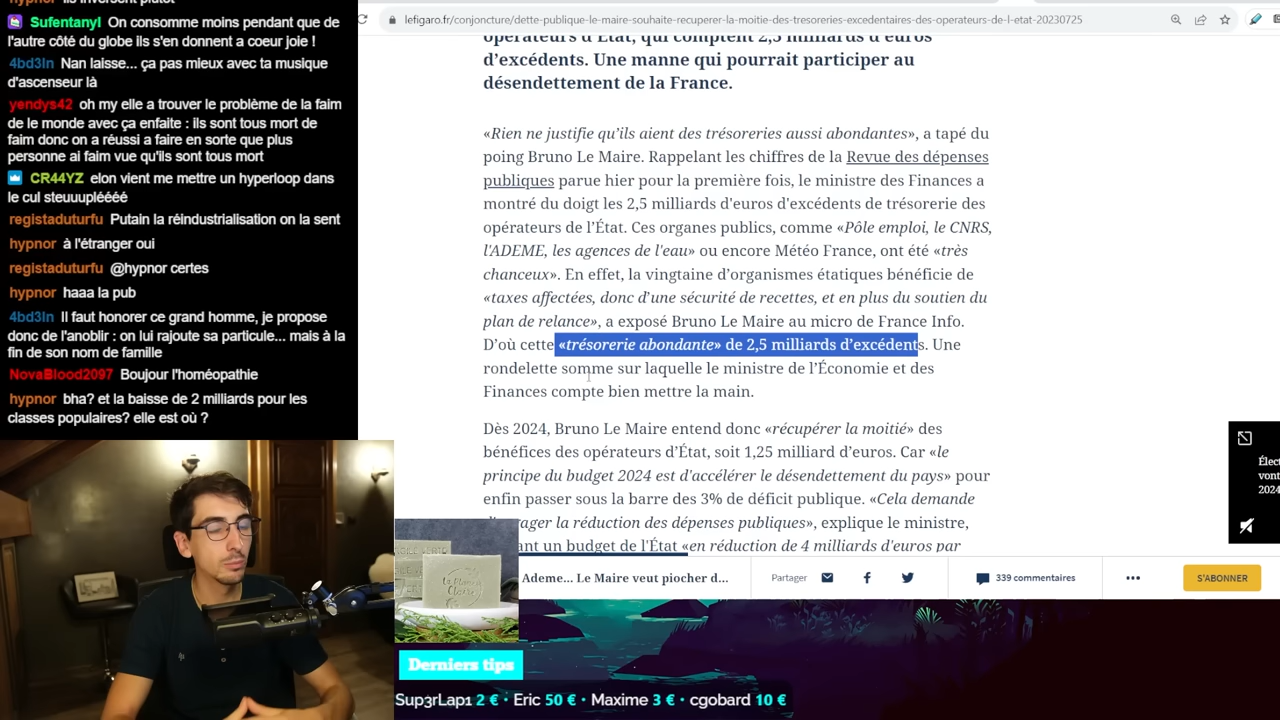 ils inversent plutôt
Sufentanyl On consomme moins pendant que de
l'autre côté du globe ils s'en donnent a coeur joie !
4bd3ln Nan laisse... ça pas mieux avec ta musique
d'ascenseur là
yendys42 oh my elle a trouver le problème de la faim
de le monde avec ça enfaite : ils sont tous mort de
faim donc on a réussi a faire en sorte que plus
personne ai faim vue qu'ils sont tous mort
CR44YZ elon vient me mettre un hyperloop dans
le cul steuuupléééé
registaduturfu Putain la réindustrialisation on la sent
hypnor à l'étranger oui
registaduturfu @hypnor certes
hypnor haaa la pub
4bd3ln Il faut honorer ce grand homme, je propose
donc de l'anoblir : on lui rajoute sa particule... mais à la
fin de son nom de famille
NovaBlood2097 Boujour l'homéopathie
hypnor bha? et la baisse de 2 milliards pour les
classes populaires? elle est où ?
lefigaro.fr/conjoncture/dette-publique-le-maire-souhaite-recuperer-la-moitie-des-tresoreries-excedentaires-des-operateurs-de-l-etat-20230725
opérateurs d'État, qui comptent 2,5 milliards d'euros
d'excédents. Une manne qui pourrait participer au
désendettement de la France.
«Rien ne justifie qu'ils aient des trésoreries aussi abondantes», a tapé du
poing Bruno Le Maire. Rappelant les chiffres de la Revue des dépenses
publiques parue hier pour la première fois, le ministre des Finances a
montré du doigt les 2,5 milliards d'euros d'excédents de trésorerie des
opérateurs de l'État. Ces organes publics, comme «Pôle emploi, le CNRS,
l'ADEME, les agences de l'eau» ou encore Météo France, ont été «très
chanceux». En effet, la vingtaine d'organismes étatiques bénéficie de
«taxes affectées, donc d'une sécurité de recettes, et en plus du soutien du
plan de relance», a exposé Bruno Le Maire au micro de France Info.
D'où cette «trésorerie abondante» de 2,5 milliards d'excédents. Une
rondelette somme sur laquelle le ministre de l'Économie et des
Finances compte bien mettre la main.
Dès 2024, Bruno Le Maire entend donc «récupérer la moitié» des
bénéfices des opérateurs d'État, soit 1,25 milliard d'euros. Car «le
principe du budget 2024 est d'accélérer le désendettement du pays» pour
enfin passer sous la barre des 3% de déficit publique. «Cela demande
la réduction des dépenses publiques», explique le ministre,
un budget de l'État «en réduction de 4 milliards d'euros par
Élect
vont
2024
Ademe... Le Maire veut piocher d...
Partager
339 commentaires
S'ABONNER
Derniers tips
Sup3rLap1 2 € • Eric 50 € • Maxime 3 € • cgobard 10 €